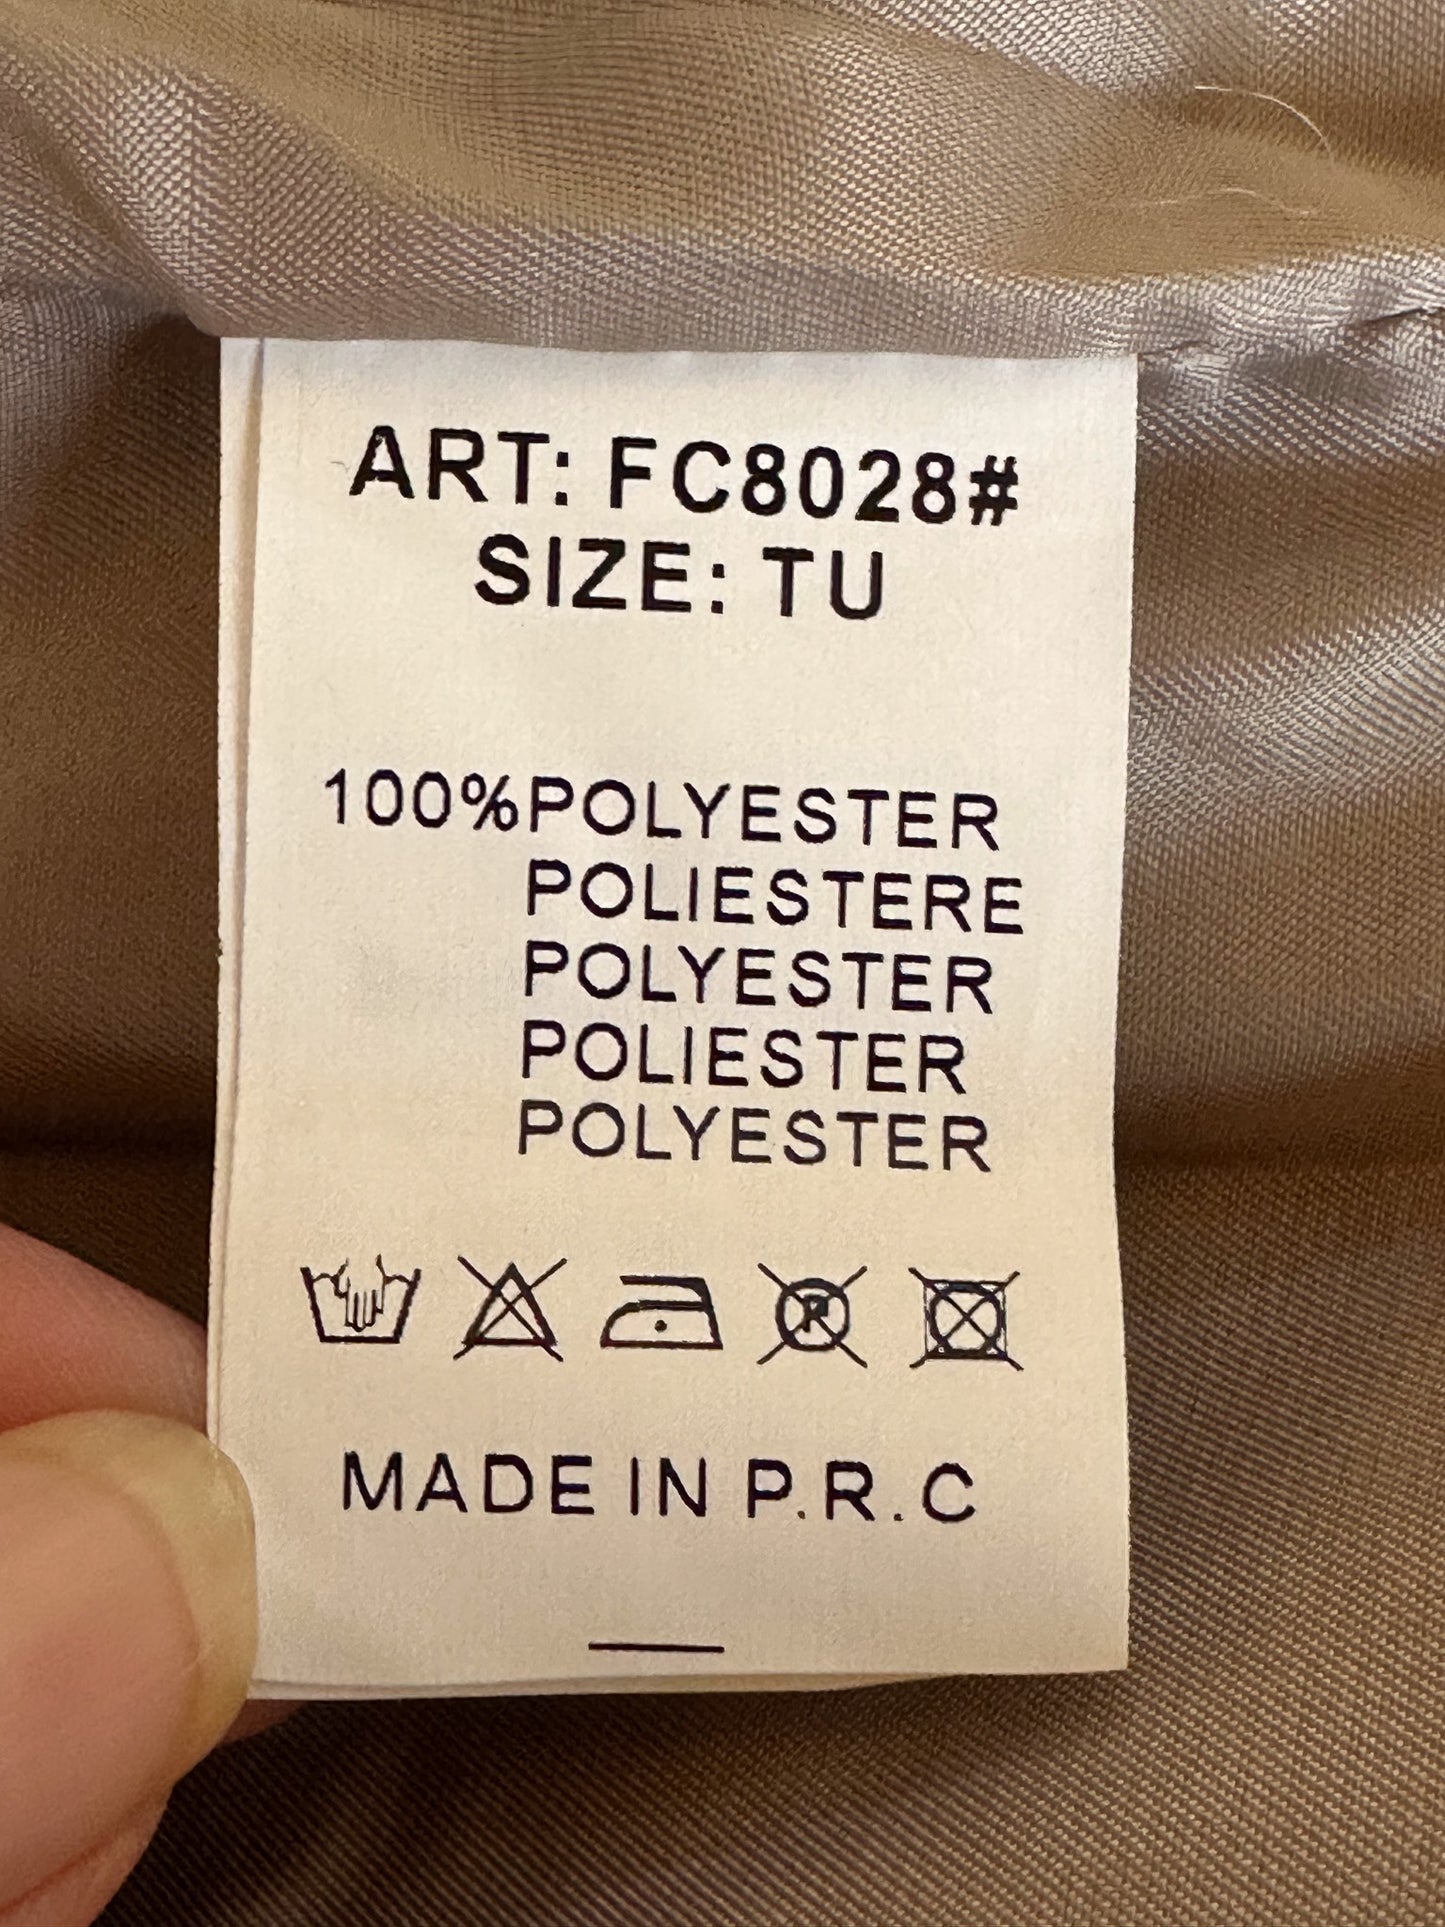 ART: FC8028#
SIZE: TU
100%POLYESTER
POLIESTERE
POLYESTER
POLIESTER
POLYESTER
P
MADE IN P.R.C